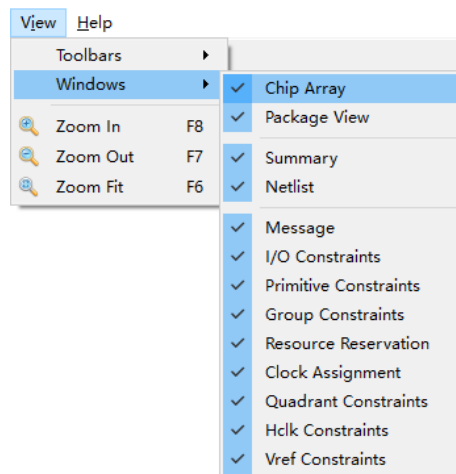 View Help
Toolbars
Windows
Zoom In F8
Zoom Out F7
Zoom Fit F6
Chip Array
Package View
Summary
Netlist
Message
I/O Constraints
Primitive Constraints
Group Constraints
Resource Reservation
Clock Assignment
Quadrant Constraints
Hclk Constraints
Vref Constraints